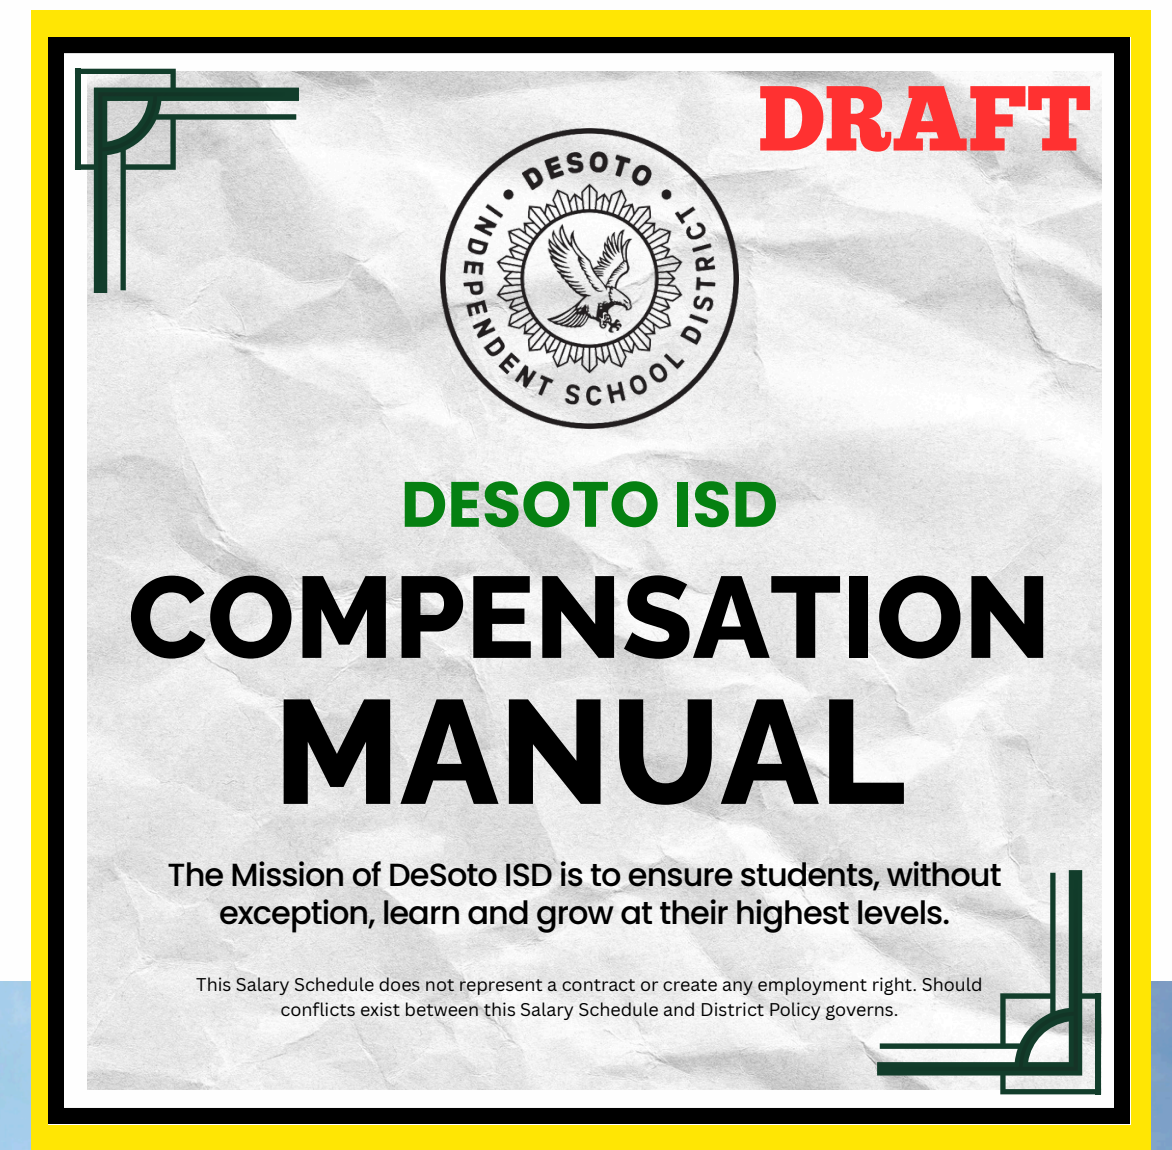 DRAFT
• DESOTO •
INDEPENDENT SCHOOL DISTRICT
DESOTO ISD
COMPENSATION
MANUAL
The Mission of DeSoto ISD is to ensure students, without
exception, learn and grow at their highest levels.
This Salary Schedule does not represent a contract or create any employment right. Should
conflicts exist between this Salary Schedule and District Policy governs.